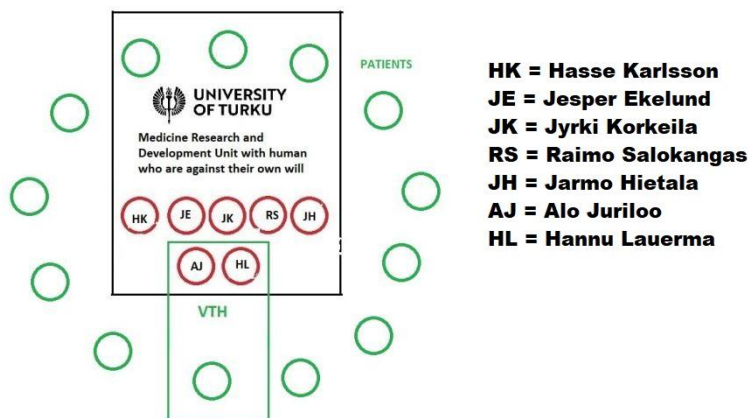 PATIENTS
UNIVERSITY
OF TURKU
Medicine Research and
Development Unit with human
who are against their own will
HK JE JK RS JH
AJ HL
VTH
HK = Hasse Karlsson
JE = Jesper Ekelund
JK = Jyrki Korkeila
RS = Raimo Salokangas
JH = Jarmo Hietala
AJ = Alo Juriloo
HL = Hannu Lauerma